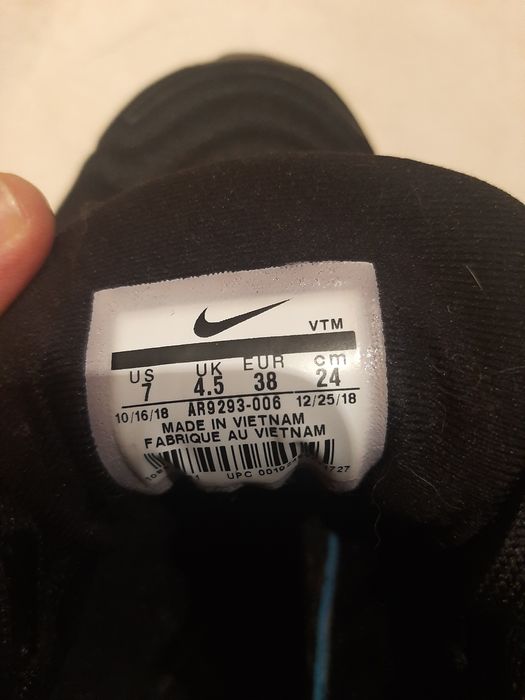 VTM
US UK EUR cm
7 4.5 38 24
10/16/18 AR9293-006 12/25/18
MADE IN VIETNAM
FABRIQUE AU VIETNAM
UPC